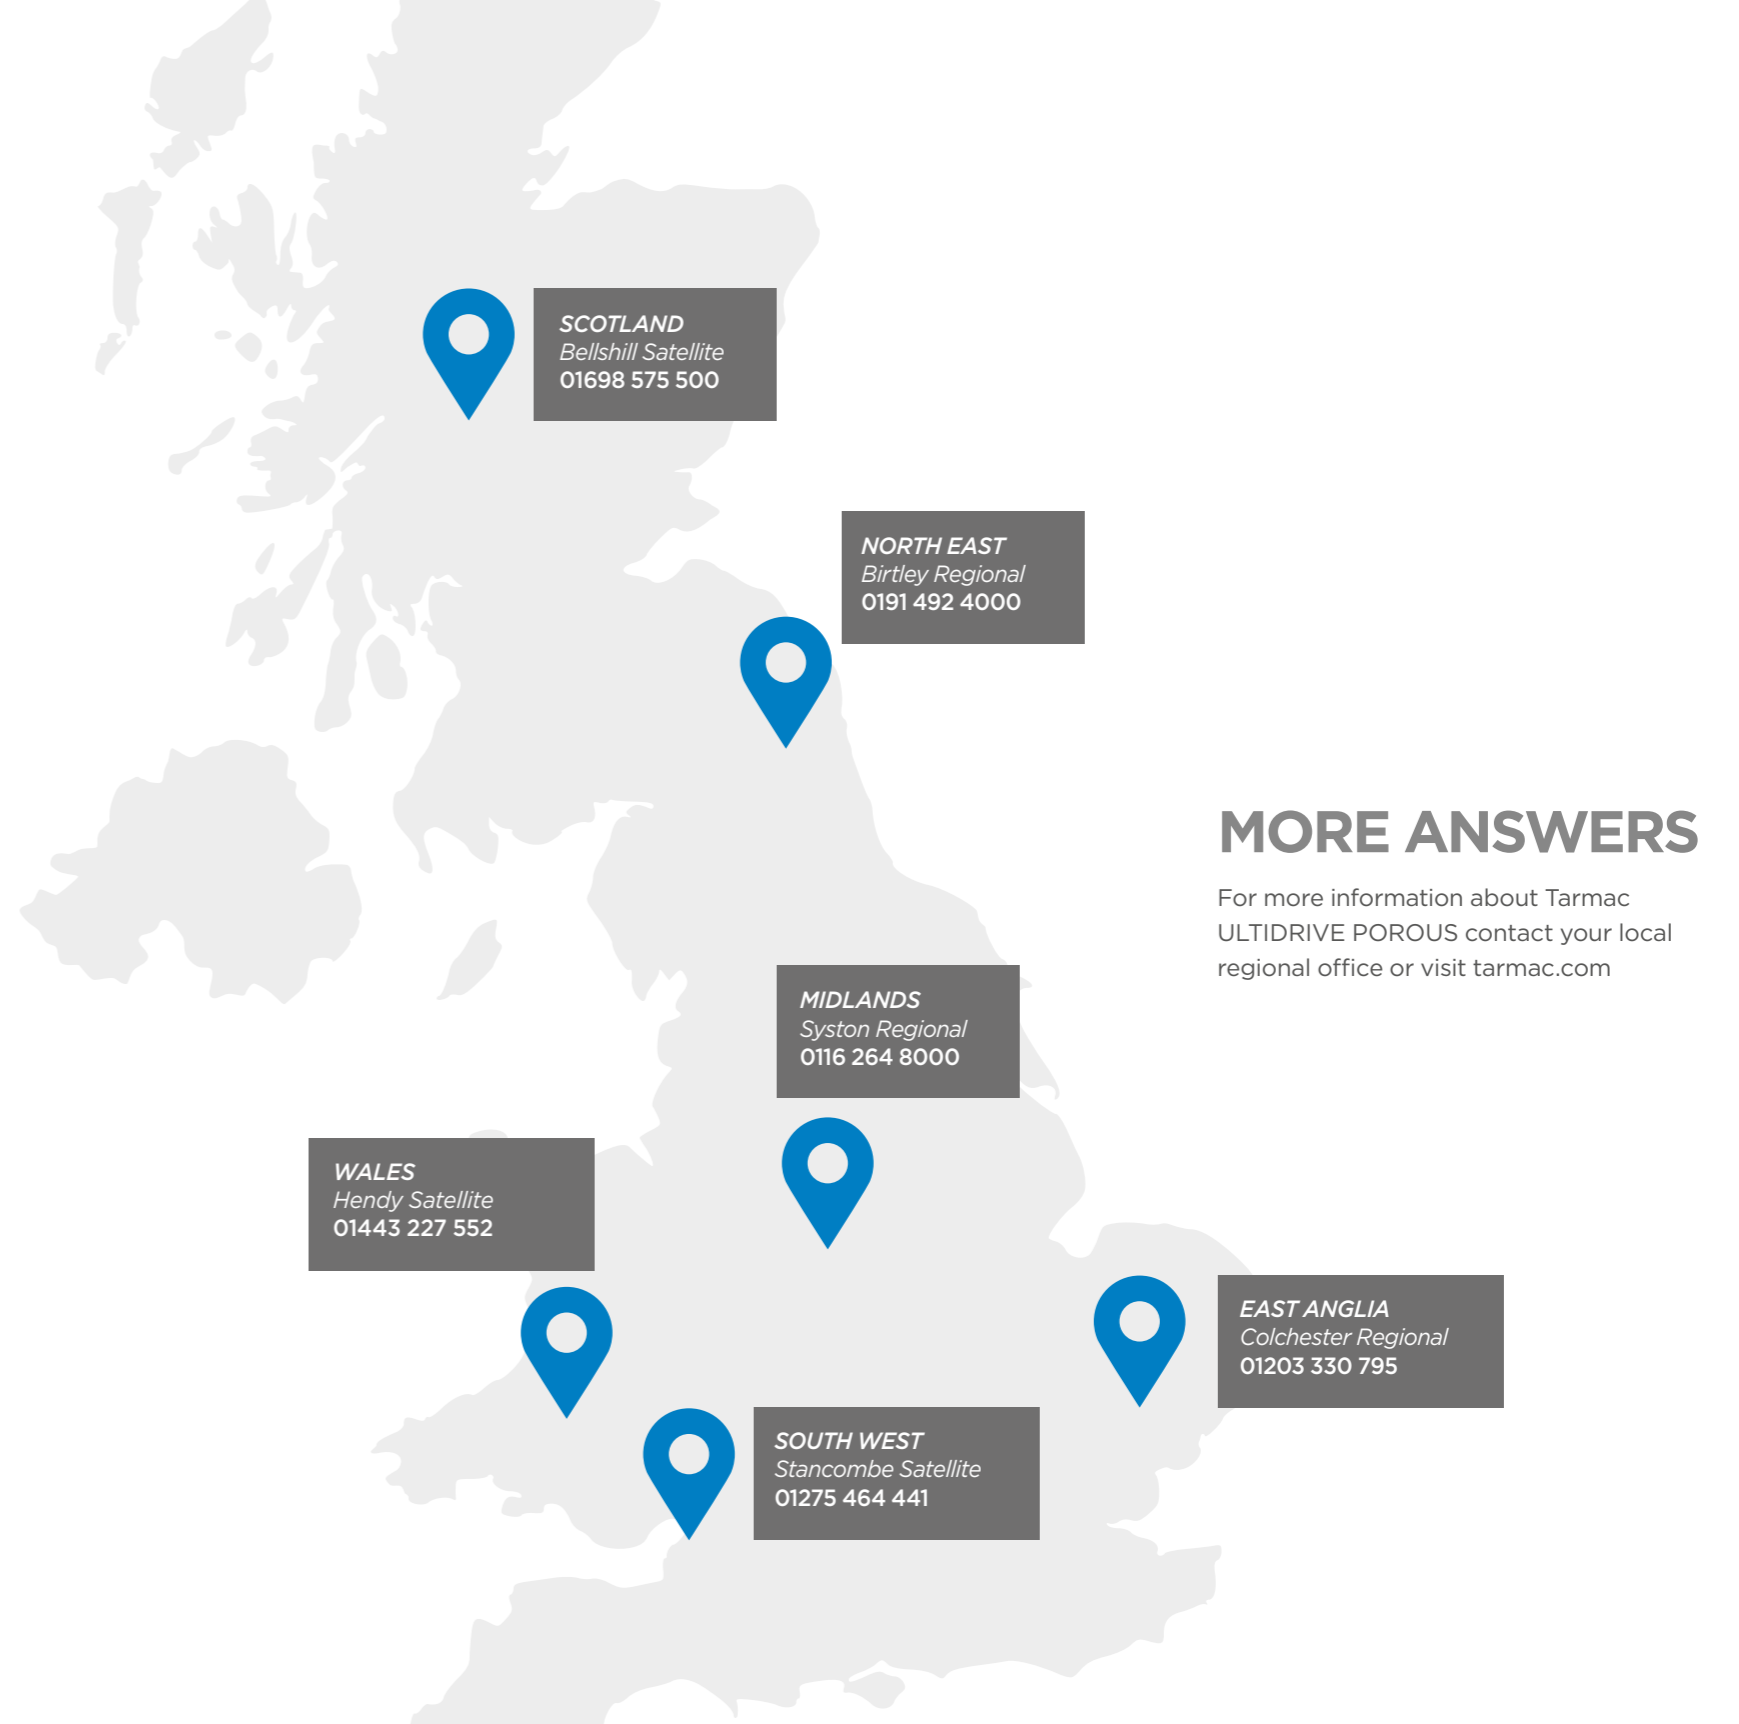 SCOTLAND
Bellshill Satellite
01698 575 500
NORTH EAST
Birtley Regional
0191 492 4000
MORE ANSWERS
For more information about Tarmac
ULTIDRIVE POROUS contact your local
regional office or visit tarmac.com
MIDLANDS
Syston Regional
0116 264 8000
WALES
Hendy Satellite
01443 227 552
EAST ANGLIA
Colchester Regional
01203 330 795
SOUTH WEST
Stancombe Satellite
01275 464 441